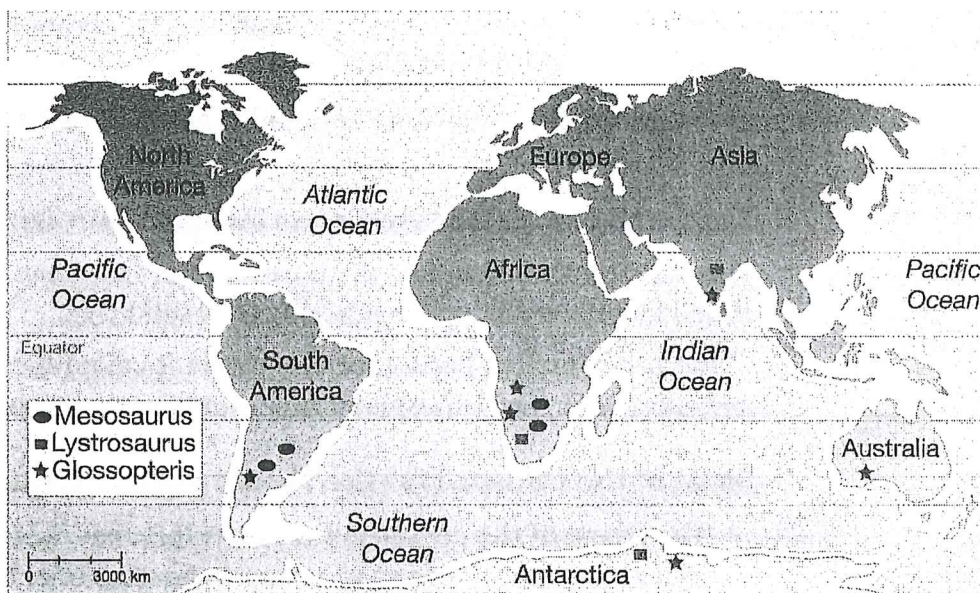 North
America
Atlantic
Ocean
Europe
Asia
Pacific
Ocean
Africa
Pacific
Ocean
Equator
South
America
Indian
Ocean
Mesosaurus
Lystrosaurus
Glossopteris
Australia
Southern
Ocean
0 3000 km
Antarctica